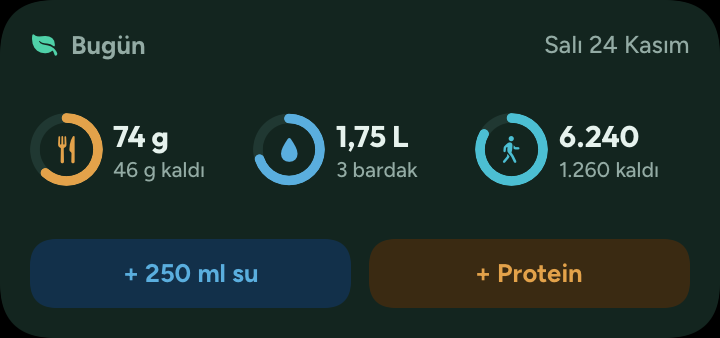 Bugün
Salı 24 Kasım
74 g
46 g kaldı
1,75 L
3 bardak
6.240
1.260 kaldı
+ 250 ml su
+ Protein